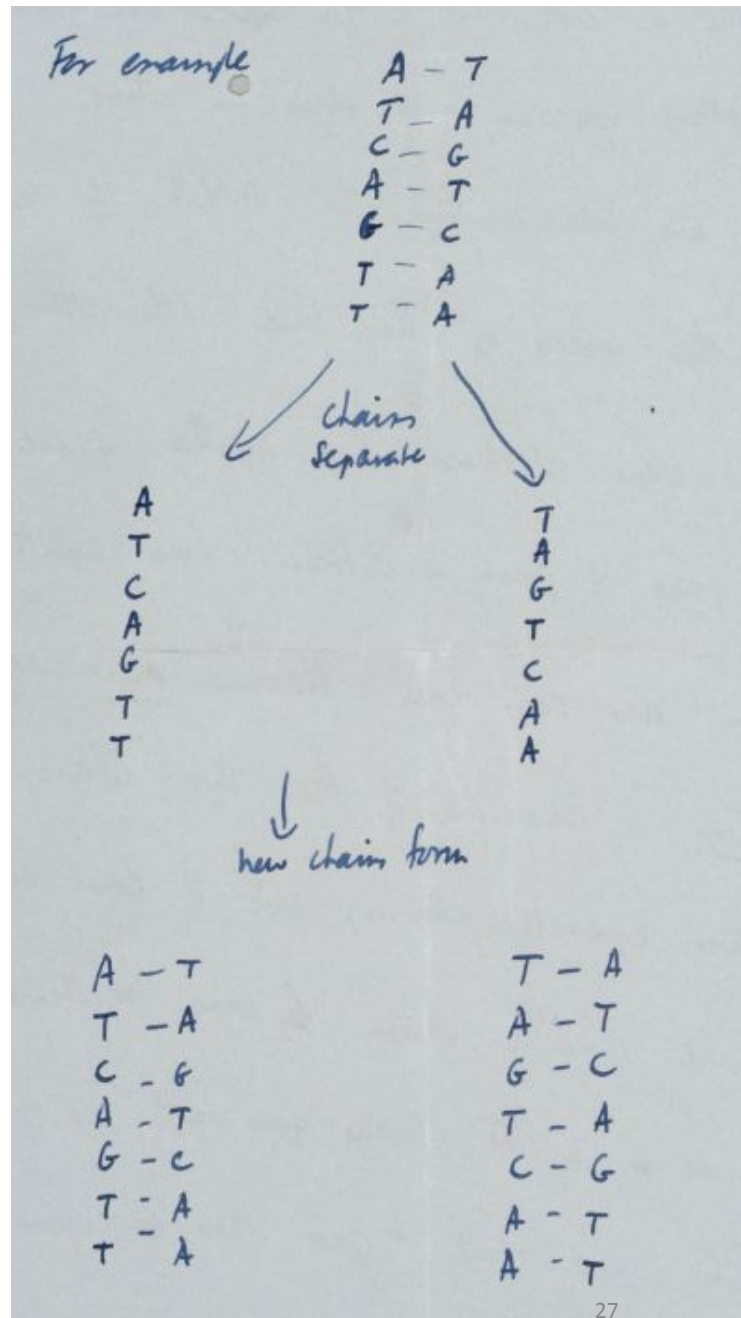 For example
A - T
T - A
C - G
A - T
G - C
T - A
T - A
chains
separate
A
T
C
A
G
T
T
T
A
G
T
C
A
A
new chains form
A - T
T - A
C - G
A - T
G - C
T - A
T - A
T - A
A - T
G - C
T - A
C - G
A - T
A - T
27